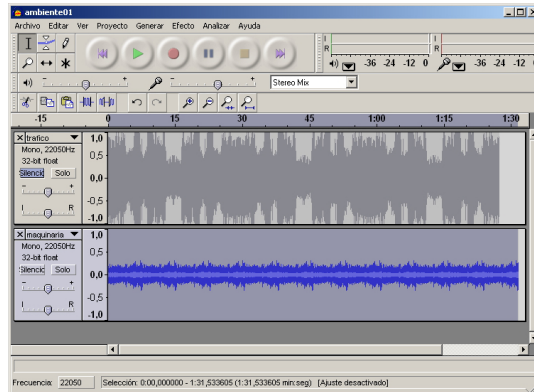 ambiente01
Archivo Editar Ver Proyecto Generar Efecto Analizar Ayuda
I R -36 -24 -12 0 I R -36 -24 -12
- + - + Stereo Mix
-15 0 15 30 45 1:00 1:15 1:30
X trafico 1,0
Mono, 22050Hz
32-bit float 0,5
Silencic Solo 0,0
- +
I R -0,5
-1,0
X maquinaria 1,0
Mono, 22050Hz
32-bit float 0,5
Silencic Solo 0,0
- +
I R -0,5
-1,0
Frecuencia: 22050 Selección: 0:00,000000 - 1:31,533605 (1:31,533605 min:seg) [Ajuste desactivado]